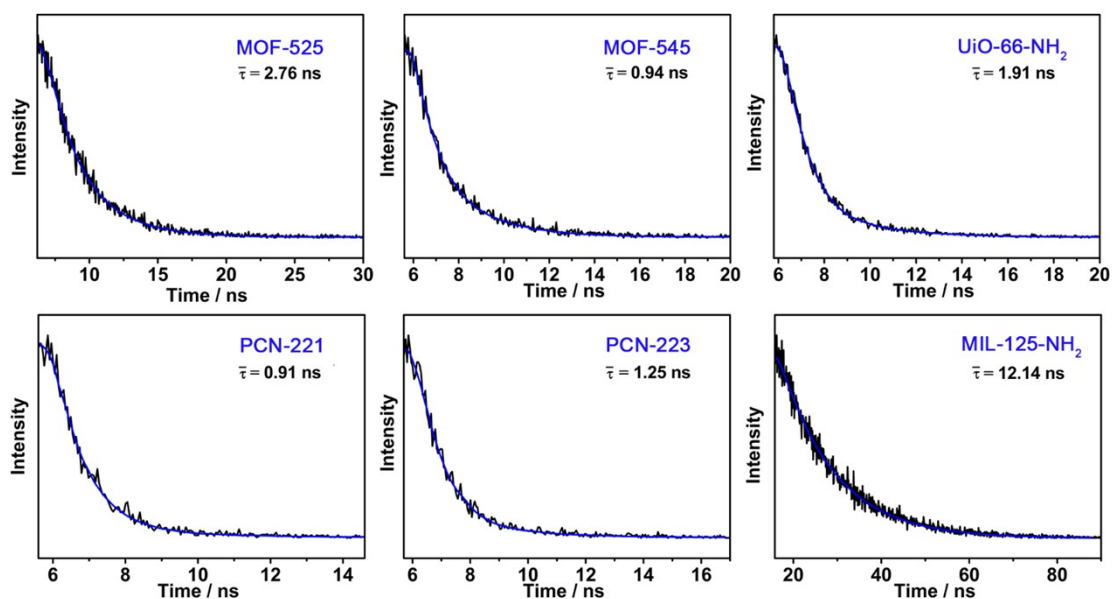 MOF-525
τ̄ = 2.76 ns
Intensity
10 15 20 25 30
Time / ns
MOF-545
τ̄ = 0.94 ns
Intensity
6 8 10 12 14 16 18 20
Time / ns
UiO-66-NH₂
τ̄ = 1.91 ns
Intensity
6 8 10 12 14 16 18 20
Time / ns
PCN-221
τ̄ = 0.91 ns
Intensity
6 8 10 12 14
Time / ns
PCN-223
τ̄ = 1.25 ns
Intensity
6 8 10 12 14 16
Time / ns
MIL-125-NH₂
τ̄ = 12.14 ns
Intensity
20 40 60 80
Time / ns